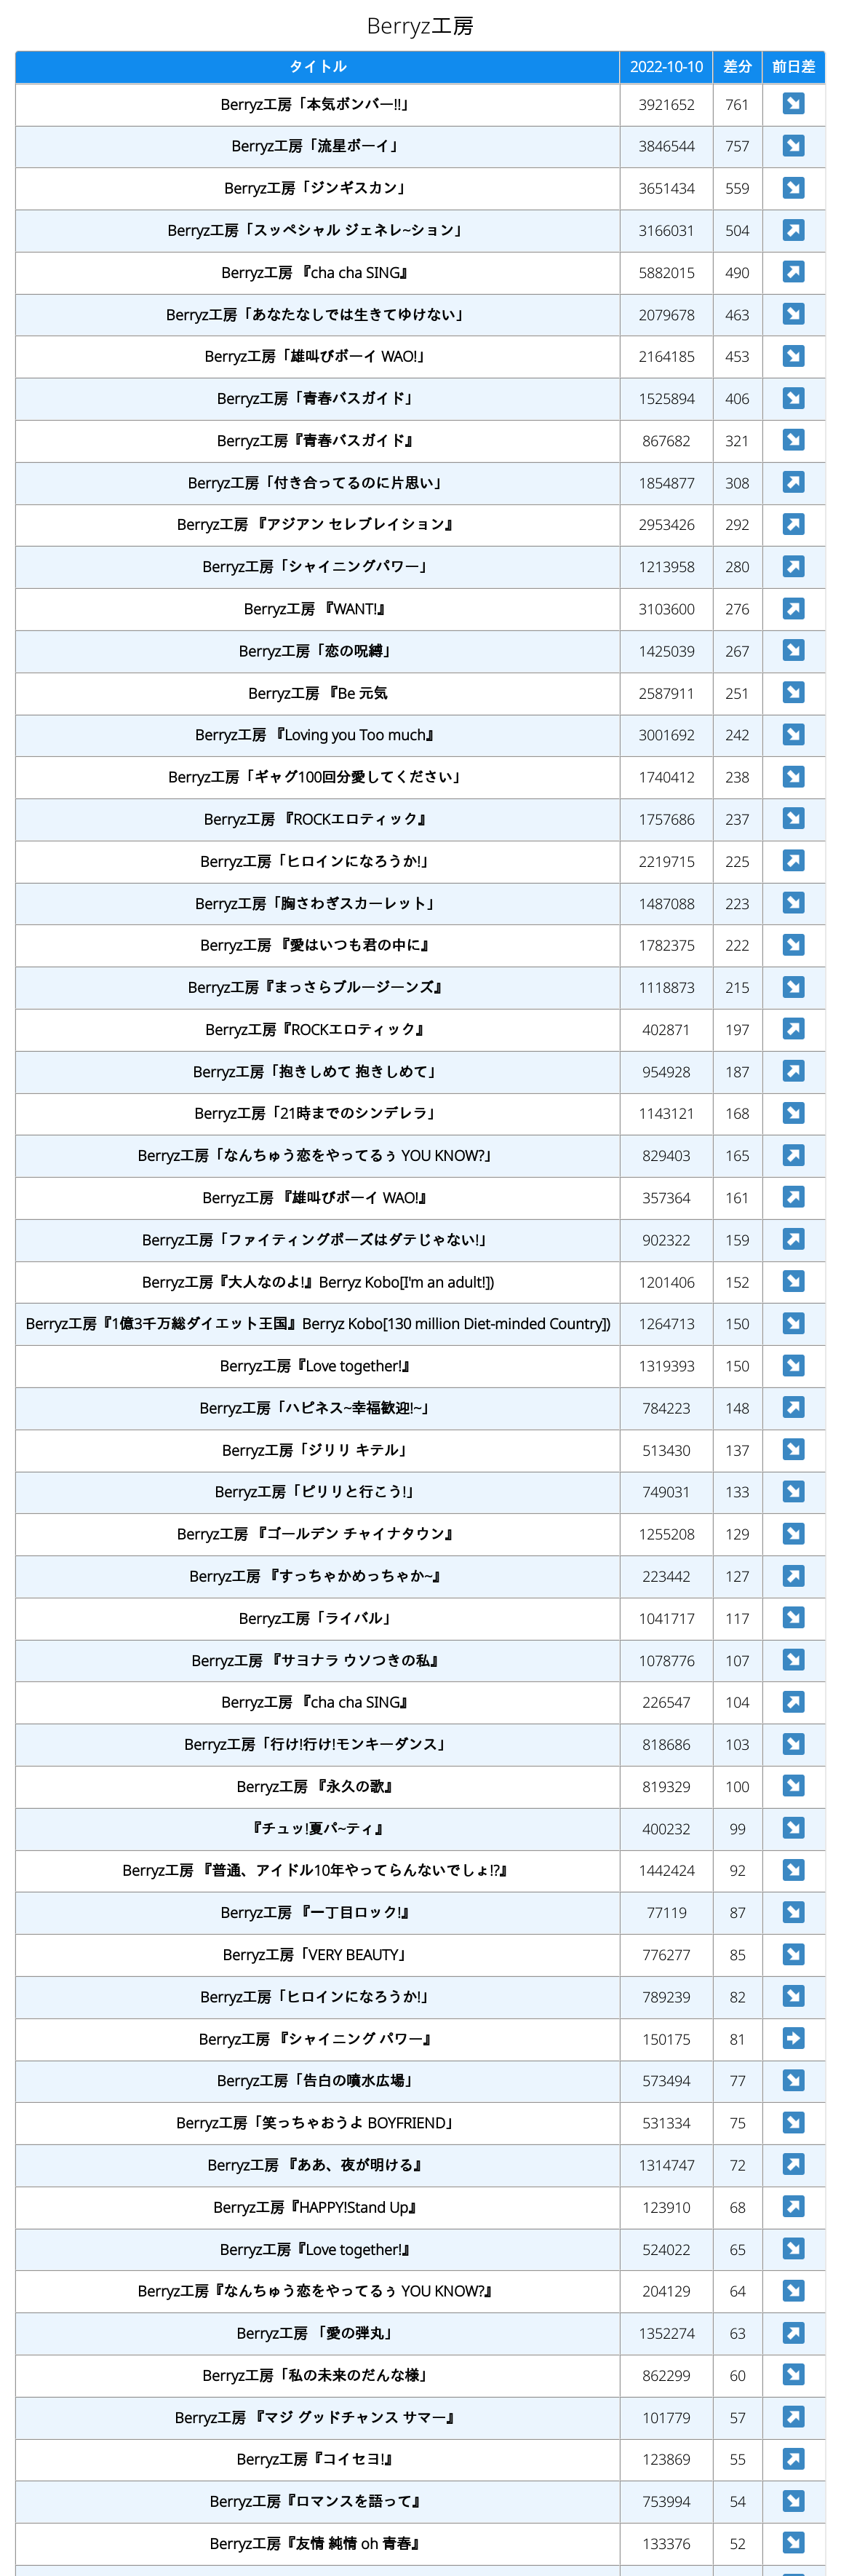 Berryz工房
タイトル 2022-10-10 差分 前日差
Berryz工房「本気ボンバー!!」 3921652 761 ↘
Berryz工房「流星ボーイ」 3846544 757 ↘
Berryz工房「ジンギスカン」 3651434 559 ↘
Berryz工房「スッペシャル ジェネレ~ション」 3166031 504 ↗
Berryz工房 『cha cha SING』 5882015 490 ↗
Berryz工房「あなたなしでは生きてゆけない」 2079678 463 ↘
Berryz工房「雄叫びボーイ WAO!」 2164185 453 ↘
Berryz工房「青春バスガイド」 1525894 406 ↘
Berryz工房『青春バスガイド』 867682 321 ↘
Berryz工房「付き合ってるのに片思い」 1854877 308 ↗
Berryz工房 『アジアン セレブレイション』 2953426 292 ↗
Berryz工房「シャイニングパワー」 1213958 280 ↗
Berryz工房 『WANT!』 3103600 276 ↗
Berryz工房「恋の呪縛」 1425039 267 ↘
Berryz工房 『Be 元気 2587911 251 ↘
Berryz工房 『Loving you Too much』 3001692 242 ↘
Berryz工房「ギャグ100回分愛してください」 1740412 238 ↘
Berryz工房 『ROCKエロティック』 1757686 237 ↘
Berryz工房「ヒロインになろうか!」 2219715 225 ↗
Berryz工房「胸さわぎスカーレット」 1487088 223 ↘
Berryz工房 『愛はいつも君の中に』 1782375 222 ↘
Berryz工房『まっさらブルージーンズ』 1118873 215 ↘
Berryz工房『ROCKエロティック』 402871 197 ↗
Berryz工房「抱きしめて 抱きしめて」 954928 187 ↗
Berryz工房「21時までのシンデレラ」 1143121 168 ↘
Berryz工房「なんちゅう恋をやってるぅ YOU KNOW?」 829403 165 ↗
Berryz工房 『雄叫びボーイ WAO!』 357364 161 ↗
Berryz工房「ファイティングポーズはダテじゃない!」 902322 159 ↗
Berryz工房『大人なのよ!』Berryz Kobo[I'm an adult!]) 1201406 152 ↘
Berryz工房『1億3千万総ダイエット王国』Berryz Kobo[130 million Diet-minded Country]) 1264713 150 ↘
Berryz工房『Love together!』 1319393 150 ↘
Berryz工房「ハピネス~幸福歓迎!~」 784223 148 ↗
Berryz工房「ジリリ キテル」 513430 137 ↘
Berryz工房「ピリリと行こう!」 749031 133 ↘
Berryz工房 『ゴールデン チャイナタウン』 1255208 129 ↘
Berryz工房 『すっちゃかめっちゃか~』 223442 127 ↗
Berryz工房「ライバル」 1041717 117 ↘
Berryz工房 『サヨナラ ウソつきの私』 1078776 107 ↘
Berryz工房 『cha cha SING』 226547 104 ↗
Berryz工房「行け!行け!モンキーダンス」 818686 103 ↘
Berryz工房 『永久の歌』 819329 100 ↘
『チュッ!夏パ~ティ』 400232 99 ↘
Berryz工房 『普通、アイドル10年やってらんないでしょ!?』 1442424 92 ↘
Berryz工房 『一丁目ロック!』 77119 87 ↘
Berryz工房「VERY BEAUTY」 776277 85 ↘
Berryz工房「ヒロインになろうか!」 789239 82 ↘
Berryz工房 『シャイニング パワー』 150175 81 ➡
Berryz工房「告白の噴水広場」 573494 77 ↘
Berryz工房「笑っちゃおうよ BOYFRIEND」 531334 75 ↘
Berryz工房 『ああ、夜が明ける』 1314747 72 ↗
Berryz工房『HAPPY!Stand Up』 123910 68 ↗
Berryz工房『Love together!』 524022 65 ↘
Berryz工房『なんちゅう恋をやってるぅ YOU KNOW?』 204129 64 ↘
Berryz工房 「愛の弾丸」 1352274 63 ↗
Berryz工房「私の未来のだんな様」 862299 60 ↘
Berryz工房 『マジ グッドチャンス サマー』 101779 57 ↗
Berryz工房『コイセヨ!』 123869 55 ↗
Berryz工房『ロマンスを語って』 753994 54 ↘
Berryz工房『友情 純情 oh 青春』 133376 52 ↘